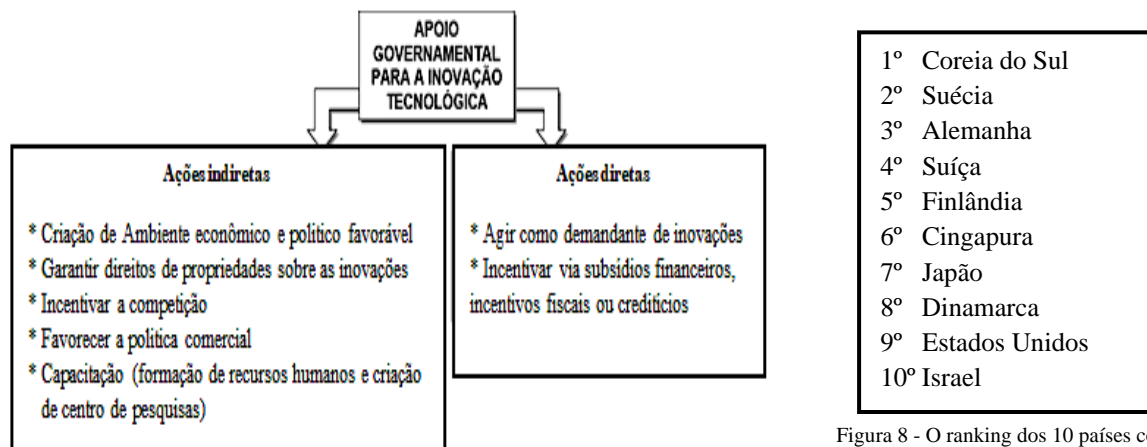 APOIO
GOVERNAMENTAL
PARA A INOVAÇÃO
TECNOLÓGICA
Ações indiretas
* Criação de Ambiente econômico e político favorável
* Garantir direitos de propriedades sobre as inovações
* Incentivar a competição
* Favorecer a política comercial
* Capacitação (formação de recursos humanos e criação
de centro de pesquisas)
Ações diretas
* Agir como demandante de inovações
* Incentivar via subsídios financeiros,
incentivos fiscais ou creditícios
1º Coreia do Sul
2º Suécia
3º Alemanha
4º Suíça
5º Finlândia
6º Cingapura
7º Japão
8º Dinamarca
9º Estados Unidos
10º Israel
Figura 8 - O ranking dos 10 países